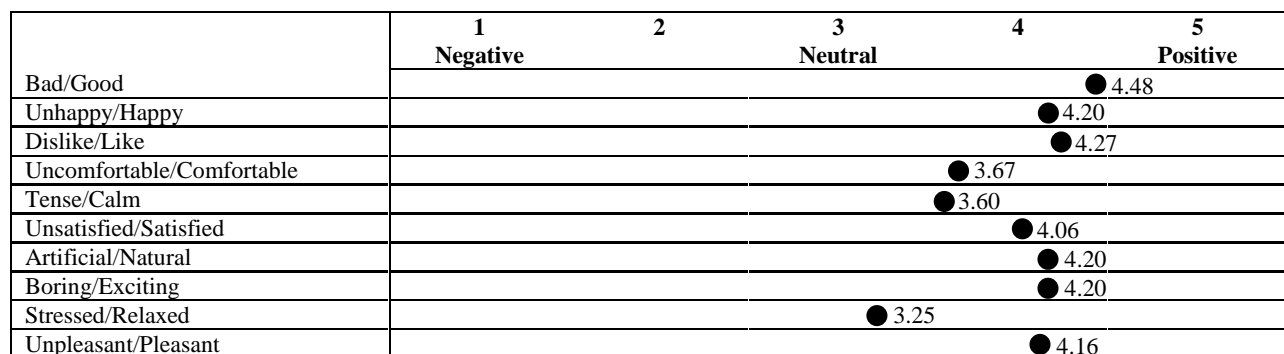 1 2 3 4 5
Negative Neutral Positive
Bad/Good 4.48
Unhappy/Happy 4.20
Dislike/Like 4.27
Uncomfortable/Comfortable 3.67
Tense/Calm 3.60
Unsatisfied/Satisfied 4.06
Artificial/Natural 4.20
Boring/Exciting 4.20
Stressed/Relaxed 3.25
Unpleasant/Pleasant 4.16